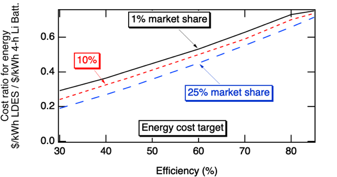 Cost ratio for energy
$/kWh LDES / $/kWh 4-h Li Batt.
0.6
0.4
0.2
0.0
1% market share
10%
25% market share
Energy cost target
30
40
50
60
70
80
Efficiency (%)